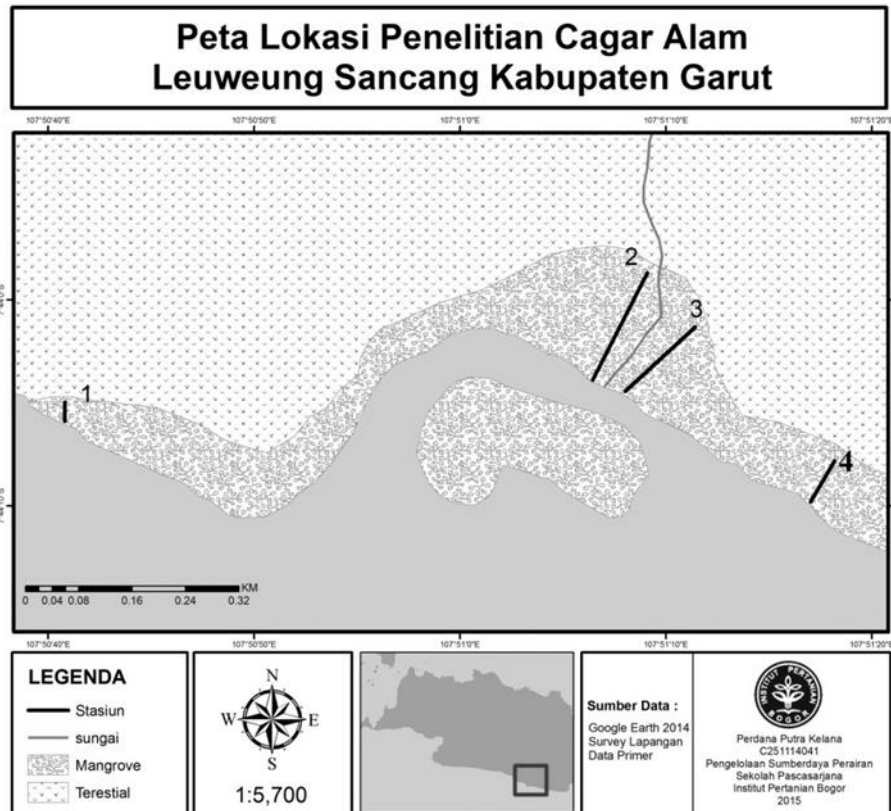 Peta Lokasi Penelitian Cagar Alam
Leuweung Sancang Kabupaten Garut
107°50'40"E 107°50'50"E 107°51'0"E 107°51'10"E 107°51'20"E
2
3
1
4
KM
0 0.04 0.08 0.16 0.24 0.32
107°50'40"E 107°50'50"E 107°51'0"E 107°51'10"E 107°51'20"E
LEGENDA
Stasiun
sungai
Mangrove
Terestial
N
W E
S
1:5,700
Sumber Data :
Google Earth 2014
Survey Lapangan
Data Primer
INSTITUT PERTANIAN
BOGOR
Perdana Putra Kelana
C251114041
Pengelolaan Sumberdaya Perairan
Sekolah Pascasarjana
Institut Pertanian Bogor
2015